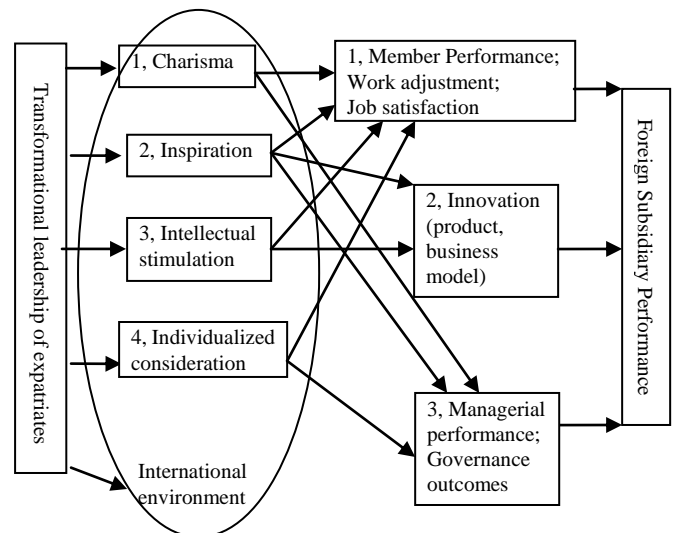 Transformational leadership of expatriates
1, Charisma
2, Inspiration
3, Intellectual
stimulation
4, Individualized
consideration
International
environment
1, Member Performance;
Work adjustment;
Job satisfaction
2, Innovation
(product,
business
model)
3, Managerial
performance;
Governance
outcomes
Foreign Subsidiary Performance